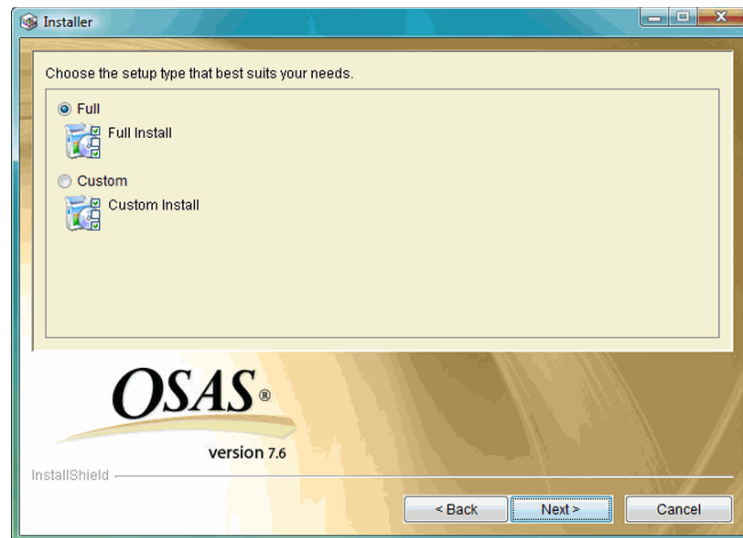 Installer
Choose the setup type that best suits your needs.
Full
Full Install
Custom
Custom Install
OSAS®
version 7.6
InstallShield
< Back Next > Cancel